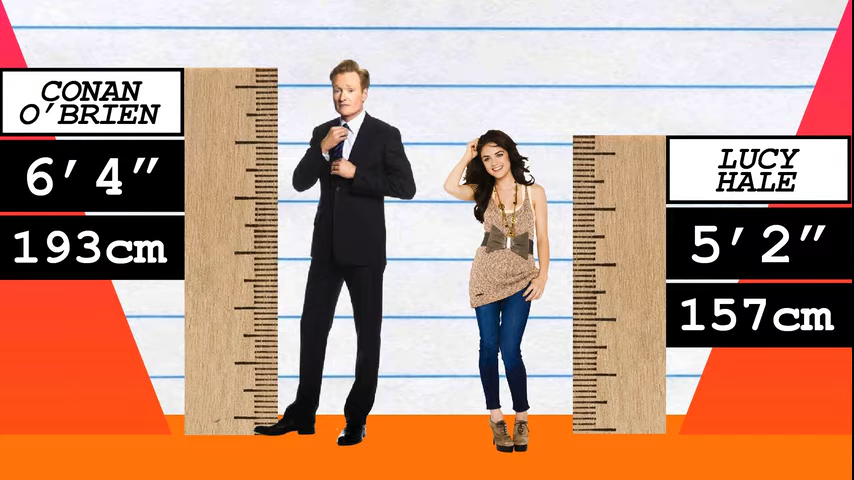 CONAN
O’BRIEN
6’4”
193cm
LUCY
HALE
5’2”
157cm